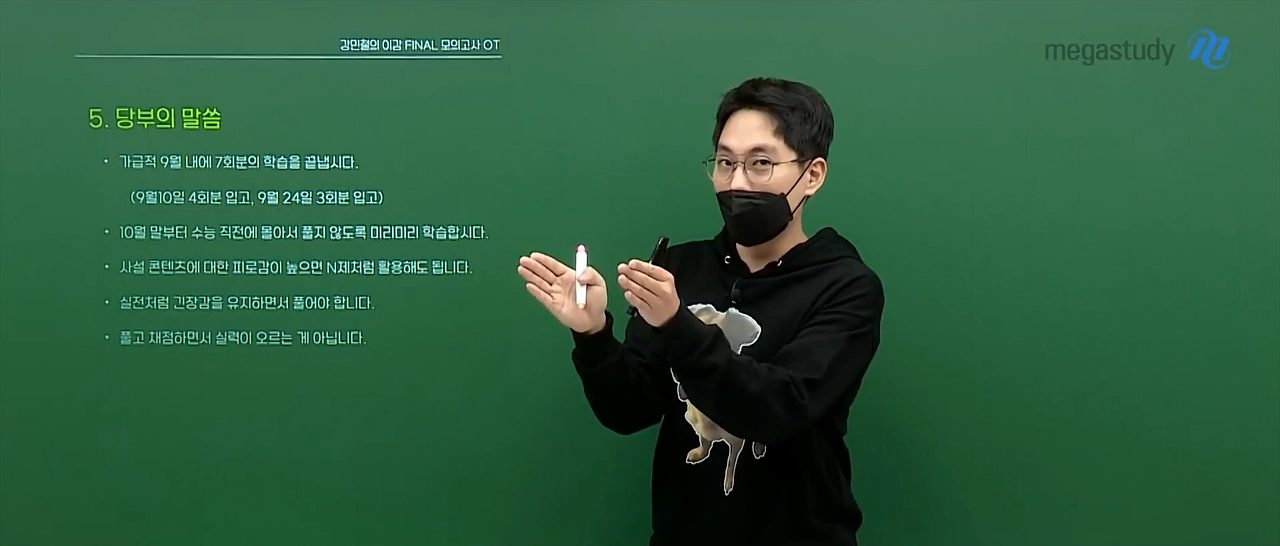 강민철의 이감 FINAL 모의고사 OT
megastudy
5. 당부의 말씀
• 가급적 9월 내에 7회분의 학습을 끝냅시다.
(9월10일 4회분 입고, 9월 24일 3회분 입고)
• 10월 말부터 수능 직전에 몰아서 풀지 않도록 미리미리 학습합시다.
• 사설 콘텐츠에 대한 피로감이 높으면 N제처럼 활용해도 됩니다.
• 실전처럼 긴장감을 유지하면서 풀어야 합니다.
• 풀고 채점하면서 실력이 오르는 게 아닙니다.